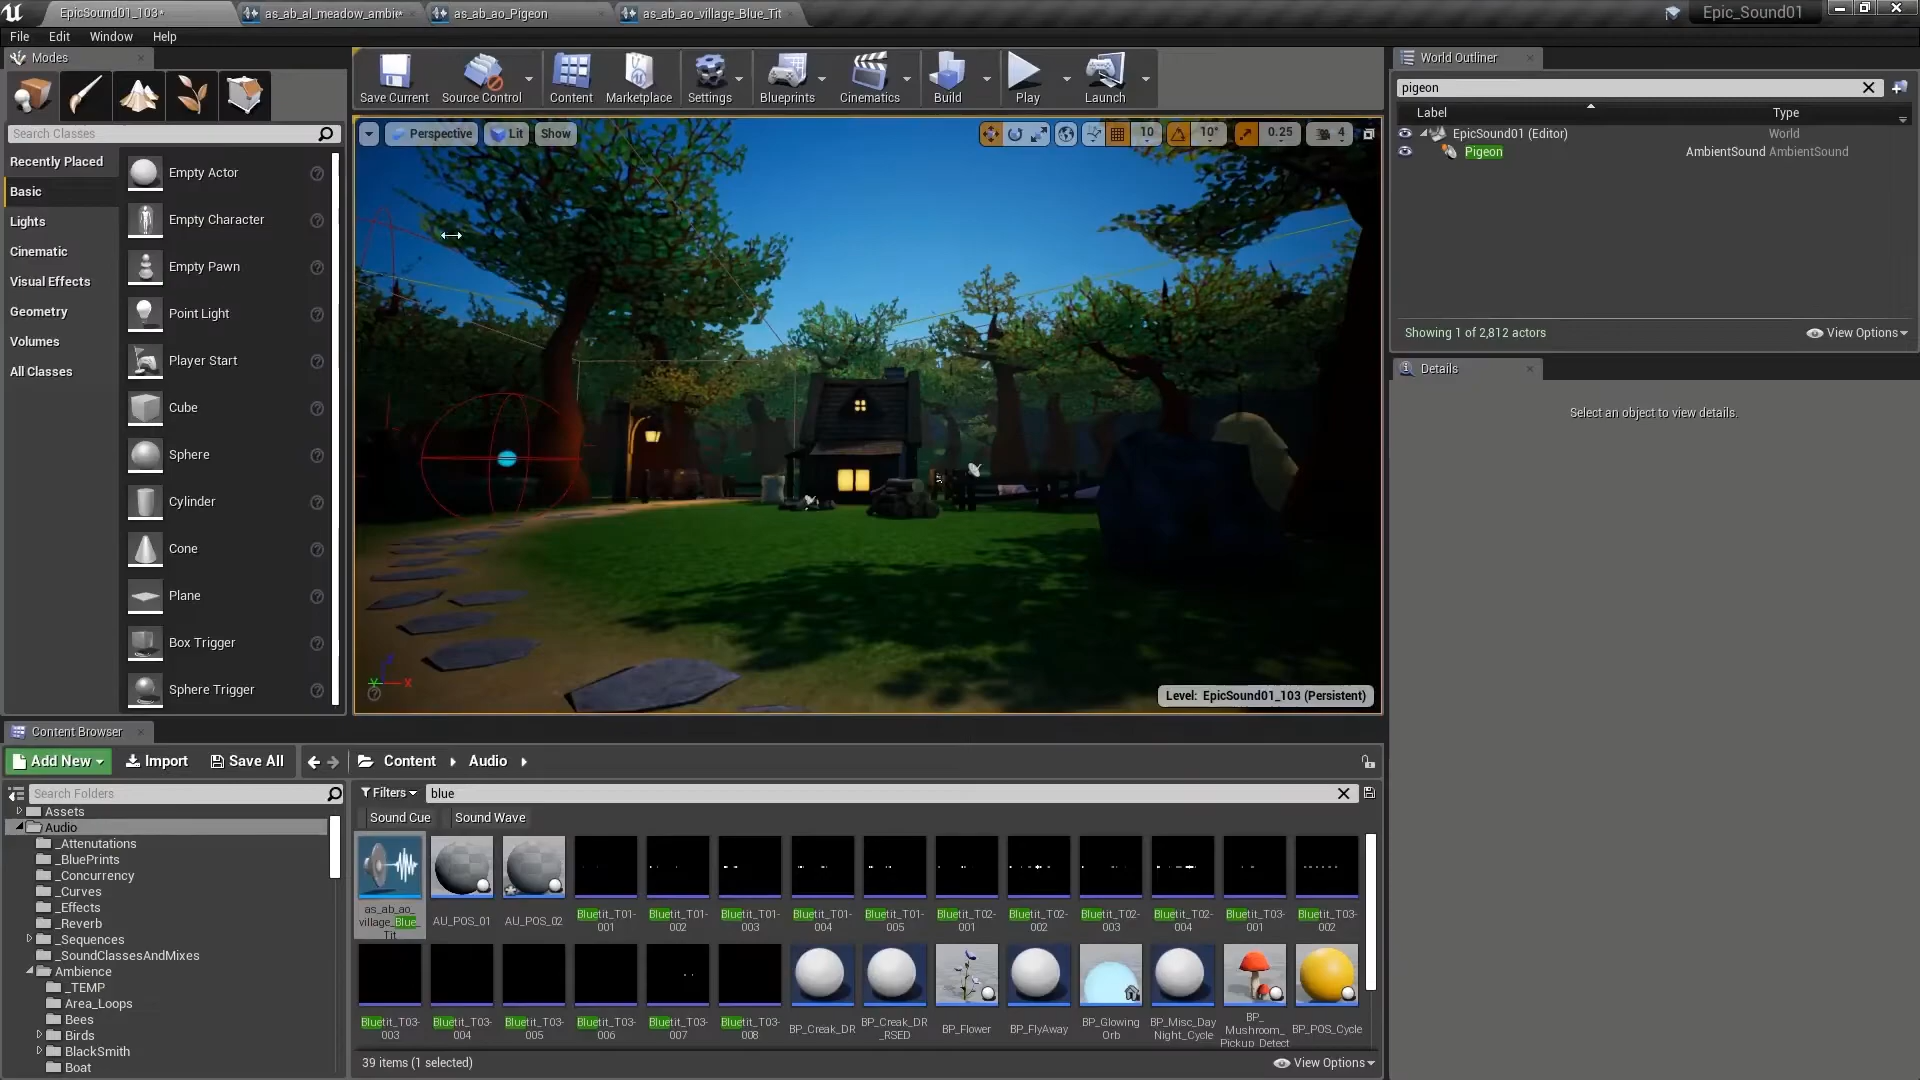 EpicSound01_103*
as_ab_al_meadow_ambie*
as_ab_ao_Pigeon
as_ab_ao_village_Blue_Tit
Epic_Sound01
File Edit Window Help
Modes
Save Current
Source Control
Content
Marketplace
Settings
Blueprints
Cinematics
Build
Play
Launch
World Outliner
pigeon
Label
Type
EpicSound01 (Editor)
World
Pigeon
AmbientSound AmbientSound
Showing 1 of 2,812 actors
View Options
Details
Select an object to view details.
Search Classes
Recently Placed
Basic
Lights
Cinematic
Visual Effects
Geometry
Volumes
All Classes
Empty Actor
Empty Character
Empty Pawn
Point Light
Player Start
Cube
Sphere
Cylinder
Cone
Plane
Box Trigger
Sphere Trigger
Perspective
Lit
Show
10
10°
0.25
4
X
Y
Level: EpicSound01_103 (Persistent)
Content Browser
Add New
Import
Save All
Content
Audio
Search Folders
Filters
blue
Sound Cue
Sound Wave
Assets
Audio
_Attenutations
_BluePrints
_Concurrency
_Curves
_Effects
_Reverb
_Sequences
_SoundClassesAndMixes
Ambience
_TEMP
Area_Loops
Bees
Birds
BlackSmith
Boat
as_ab_ao_
village_Blue_
Tit
AU_POS_01
AU_POS_02
Bluetit_T01-
001
Bluetit_T01-
002
Bluetit_T01-
003
Bluetit_T01-
004
Bluetit_T01-
005
Bluetit_T02-
001
Bluetit_T02-
002
Bluetit_T02-
003
Bluetit_T02-
004
Bluetit_T03-
001
Bluetit_T03-
002
Bluetit_T03-
003
Bluetit_T03-
004
Bluetit_T03-
005
Bluetit_T03-
006
Bluetit_T03-
007
Bluetit_T03-
008
BP_Creak_DR
BP_Creak_DR
_RSED
BP_Flower
BP_FlyAway
BP_Glowing
Orb
BP_Misc_Day
Night_Cycle
BP_
Mushroom_
Pickup_Detect
BP_POS_Cycle
39 items (1 selected)
View Options